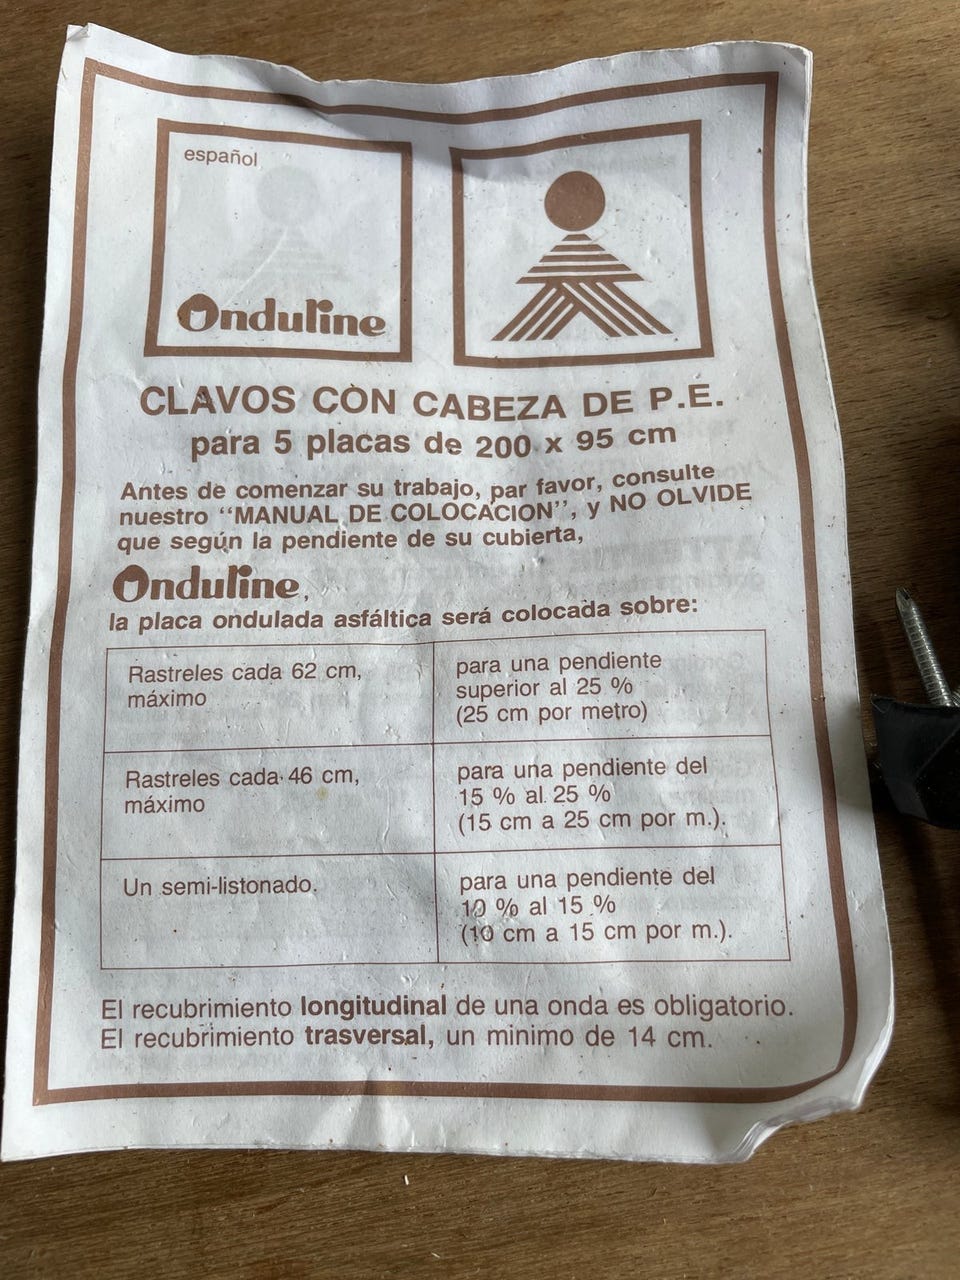 español
Onduline
CLAVOS CON CABEZA DE P.E.
para 5 placas de 200 x 95 cm
Antes de comenzar su trabajo, par favor, consulte
nuestro “MANUAL DE COLOCACION”, y NO OLVIDE
que según la pendiente de su cubierta,
Onduline,
la placa ondulada asfáltica será colocada sobre:
Rastreles cada 62 cm,
máximo
para una pendiente
superior al 25 %
(25 cm por metro)
Rastreles cada 46 cm,
máximo
para una pendiente del
15 % al 25 %
(15 cm a 25 cm por m.).
Un semi-listonado.
para una pendiente del
10 % al 15 %
(10 cm a 15 cm por m.).
El recubrimiento longitudinal de una onda es obligatorio.
El recubrimiento trasversal, un minimo de 14 cm.